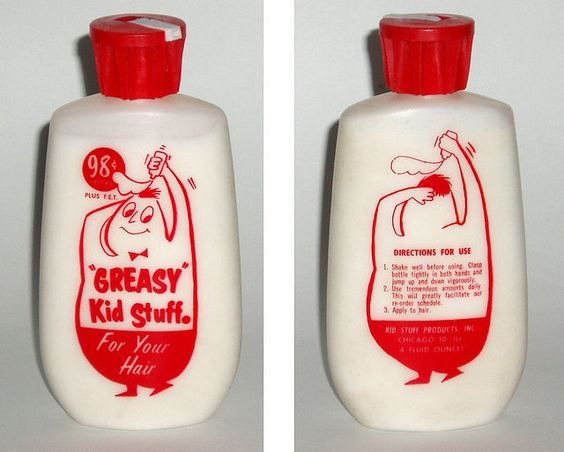 98¢
PLUS F.E.T.
"GREASY"
Kid Stuff.
For Your
Hair
DIRECTIONS FOR USE
1. Shake well before using. Clasp
bottle tightly in both hands and
jump up and down vigorously.
2. Use tremendous amounts daily.
This will greatly facilitate our
re-order schedule.
3. Apply to hair.
KID STUFF PRODUCTS, INC.
CHICAGO 10, ILL.
4 FLUID OUNCES